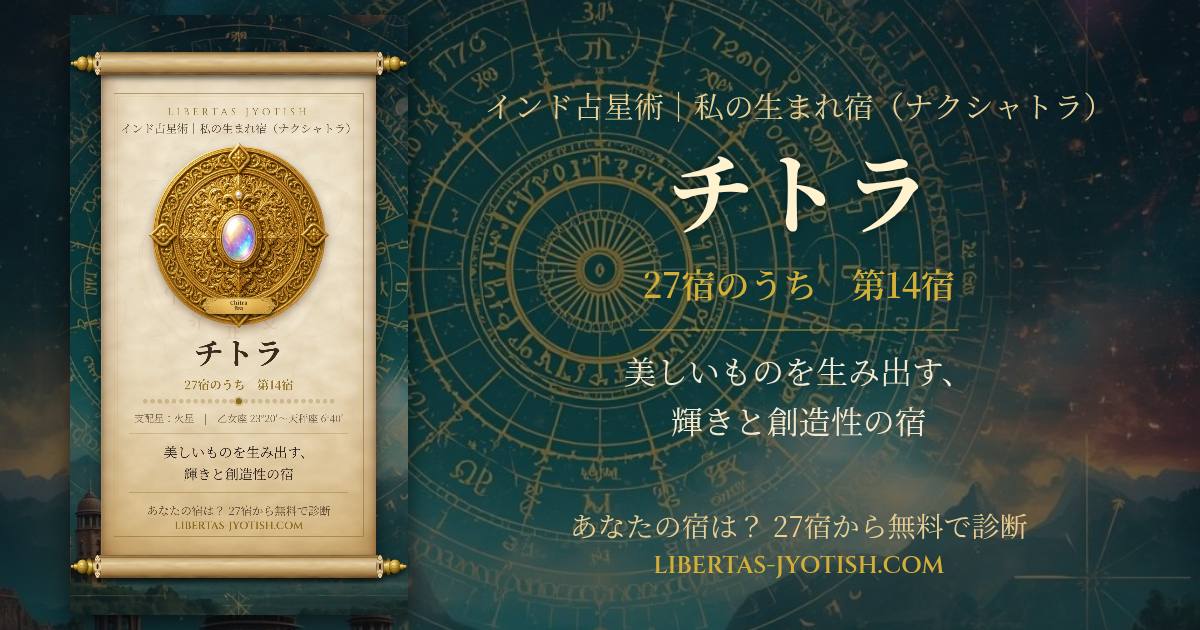 LIBERTAS JYOTISH
インド占星術｜私の生まれ宿（ナクシャトラ）
Chitra
チトラ
27宿のうち　第14宿
支配星：火星　｜　乙女座 23°20′～天秤座 6°40′
美しいものを生み出す、
輝きと創造性の宿
あなたの宿は？ 27宿から無料で診断
LIBERTAS-JYOTISH.COM
インド占星術｜私の生まれ宿（ナクシャトラ）
チトラ
27宿のうち　第14宿
美しいものを生み出す、
輝きと創造性の宿
あなたの宿は？ 27宿から無料で診断
LIBERTAS-JYOTISH.COM